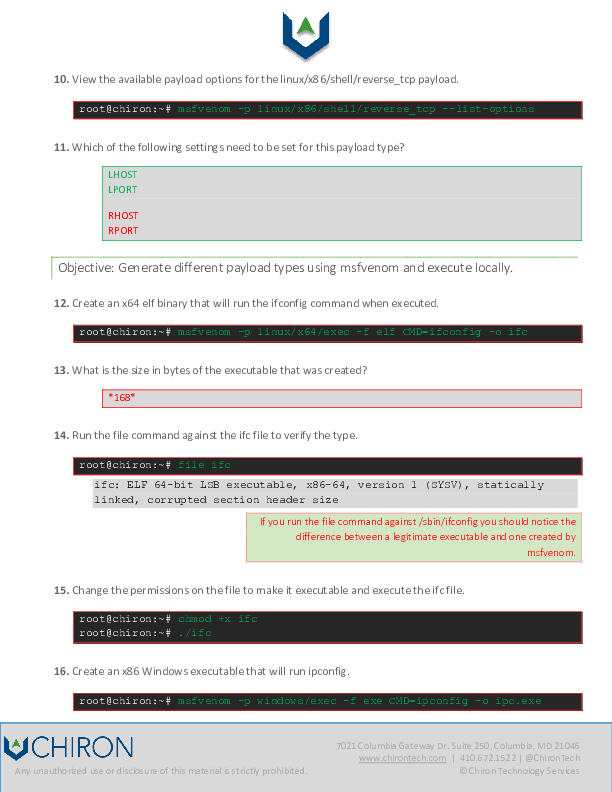 10. View the available payload options for the linux/x86/shell/reverse_tcp payload.
root@chiron:~# msfvenom -p linux/x86/shell/reverse_tcp --list-options
11. Which of the following settings need to be set for this payload type?
LHOST
LPORT
RHOST
RPORT
Objective: Generate different payload types using msfvenom and execute locally.
12. Create an x64 elf binary that will run the ifconfig command when executed.
root@chiron:~# msfvenom -p linux/x64/exec -f elf CMD=ifconfig -o ifc
13. What is the size in bytes of the executable that was created?
*168*
14. Run the file command against the ifc file to verify the type.
root@chiron:~# file ifc
ifc: ELF 64-bit LSB executable, x86-64, version 1 (SYSV), statically
linked, corrupted section header size
If you run the file command against /sbin/ifconfig you should notice the
difference between a legitimate executable and one created by
msfvenom.
15. Change the permissions on the file to make it executable and execute the ifc file.
root@chiron:~# chmod +x ifc
root@chiron:~# ./ifc
16. Create an x86 Windows executable that will run ipconfig.
root@chiron:~# msfvenom -p windows/exec -f exe CMD=ipconfig -o ipc.exe
CHIRON
7021 Columbia Gateway Dr. Suite 250, Columbia, MD 21046
www.chirontech.com | 410.672.1522 | @ChironTech
Any unauthorized use or disclosure of this material is strictly prohibited. © Chiron Technology Services